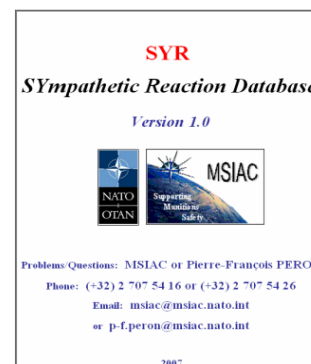 SYR
SYmpathetic Reaction Database
Version 1.0
NATO
OTAN
MSIAC
Supporting
Munitions
Safety
Problems/Questions: MSIAC or Pierre-François PERO
Phone: (+32) 2 707 54 16 or (+32) 2 707 54 26
Email: msiac@msiac.nato.int
or p-f.peron@msiac.nato.int
2007